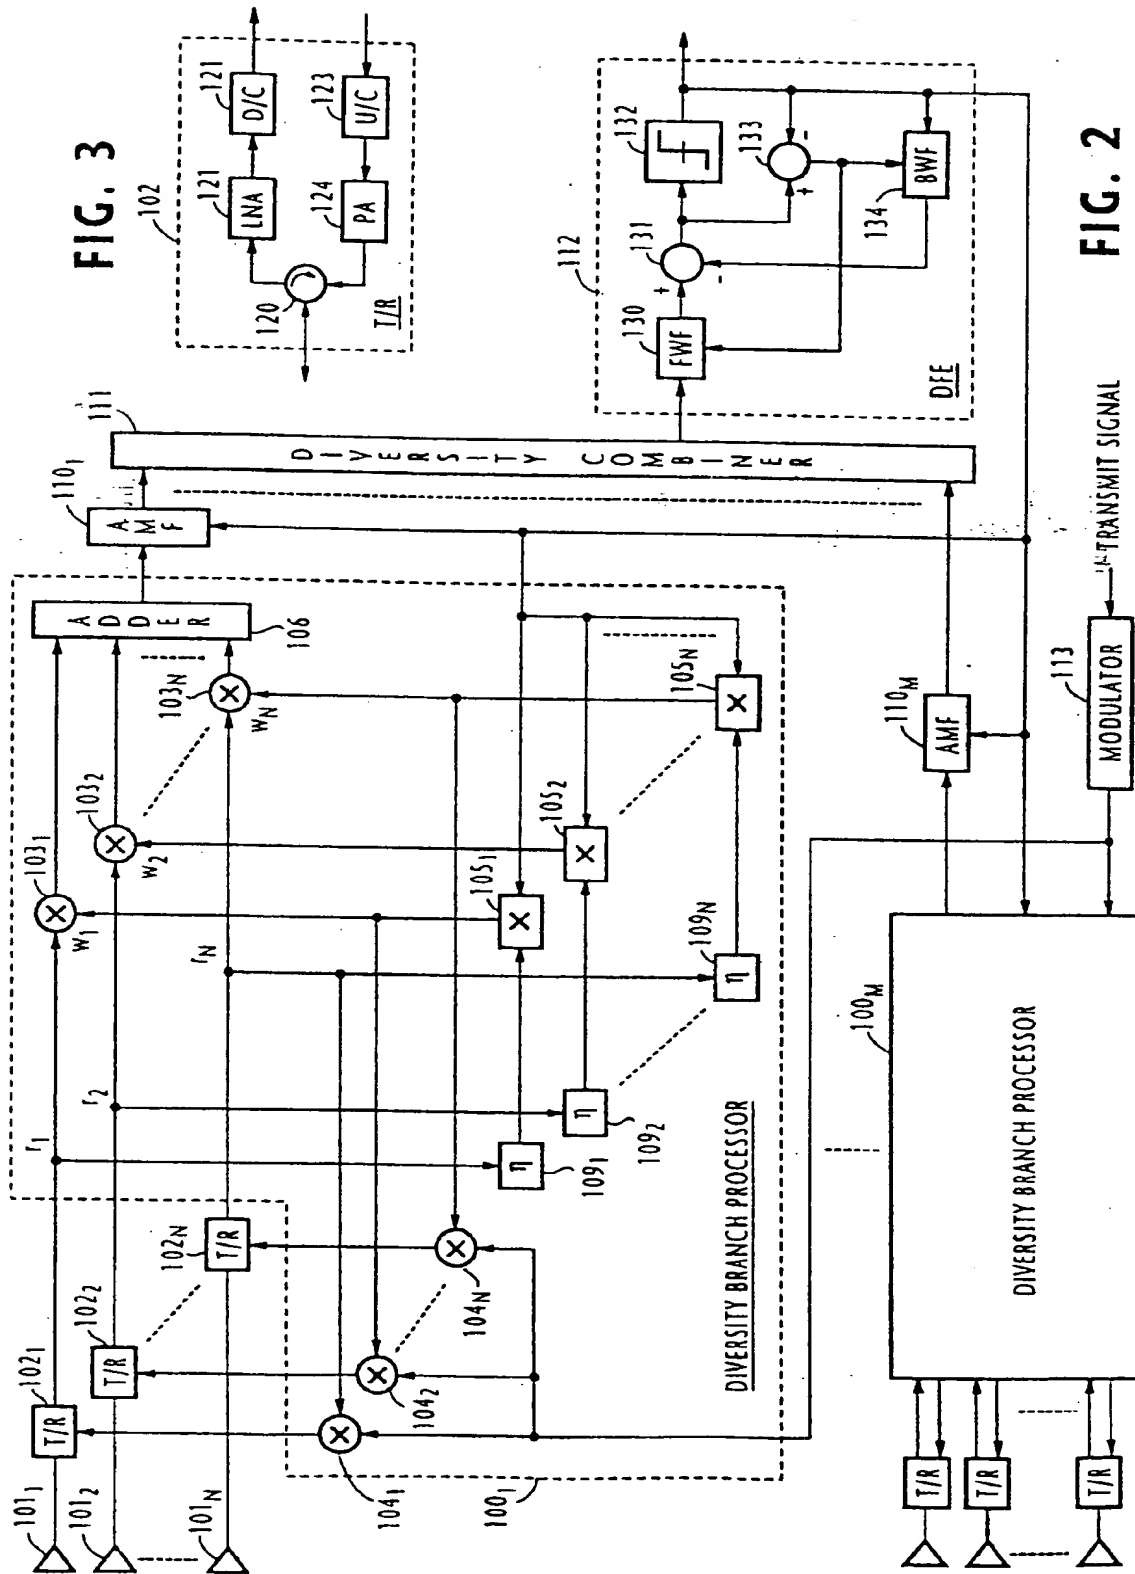 FIG. 3
102
121
D/C
121
LNA
120
123
U/C
124
PA
T/R
FIG. 2
101₁
101₂
101N
102₁
T/R
102₂
T/R
102N
T/R
r₁
r₂
rN
103₁
W₁
103₂
W₂
103N
WN
ADDER
106
110₁
AMF
111
DIVERSITY COMBINER
104₁
104₂
104N
105₁
105₂
105N
109₁
η
109₂
η
109N
η
100₁
DIVERSITY BRANCH PROCESSOR
112
130
FWF
131
+
-
132
133
+
-
134
BWF
DFE
T/R
T/R
T/R
100M
DIVERSITY BRANCH PROCESSOR
110M
AMF
113
MODULATOR
TRANSMIT SIGNAL